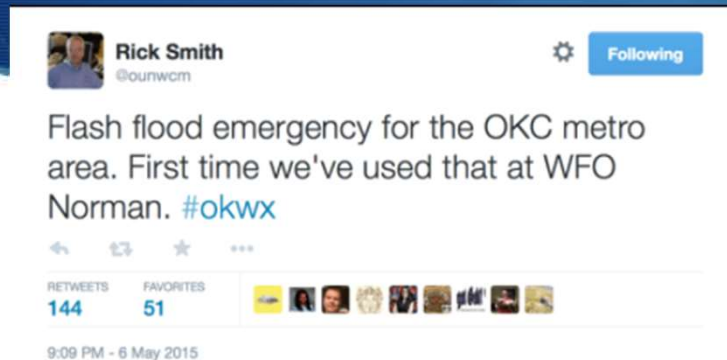 Rick Smith
@ounwcm
Following
Flash flood emergency for the OKC metro
area. First time we've used that at WFO
Norman. #okwx
RETWEETS FAVORITES
144 51
9:09 PM - 6 May 2015